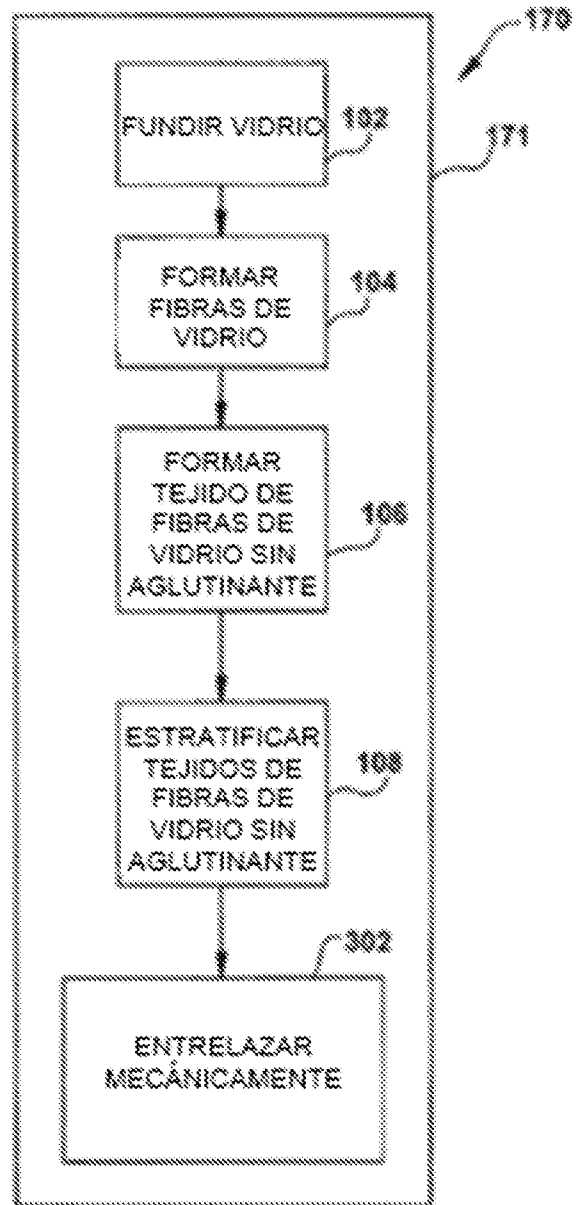 170
171
FUNDIR VIDRIO
102
FORMAR
FIBRAS DE
VIDRIO
104
FORMAR
TEJIDO DE
FIBRAS DE
VIDRIO SIN
AGLUTINANTE
106
ESTRATIFICAR
TEJIDOS DE
FIBRAS DE
VIDRIO SIN
AGLUTINANTE
108
302
ENTRELAZAR
MECÁNICAMENTE